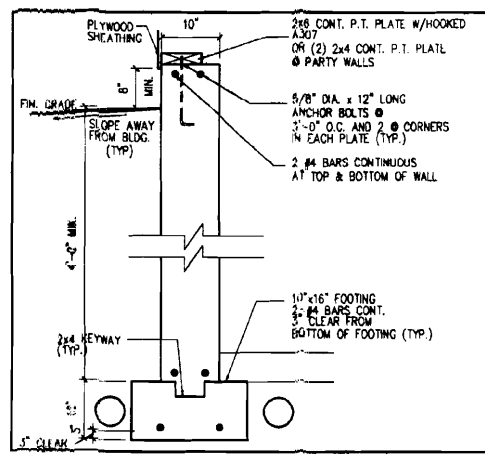 PLYWOOD
SHEATHING
10"
2x6 CONT. P.T. PLATE W/HOOKED
A307
OR (2) 2x4 CONT. P.T. PLATE
@ PARTY WALLS
8"
MIN.
FIN. GRADE
SLOPE AWAY
FROM BLDG.
(TYP)
5/8" DIA. x 12" LONG
ANCHOR BOLTS @
3'-0" O.C. AND 2 @ CORNERS
IN EACH PLATE (TYP.)
2 #4 BARS CONTINUOUS
AT TOP & BOTTOM OF WALL
4'-0" MIN.
10"x16" FOOTING
2-#4 BARS CONT.
3" CLEAR FROM
BOTTOM OF FOOTING (TYP.)
2x4 KEYWAY
(TYP.)
10"
3" CLEAR